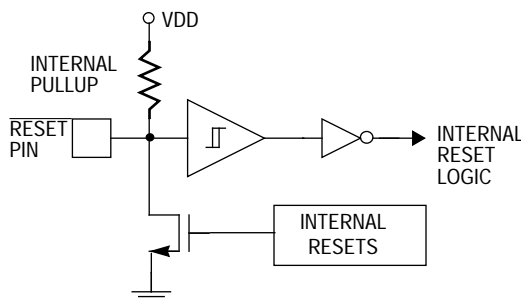 VDD
INTERNAL
PULLUP
RESET
PIN
INTERNAL
RESET
LOGIC
INTERNAL
RESETS